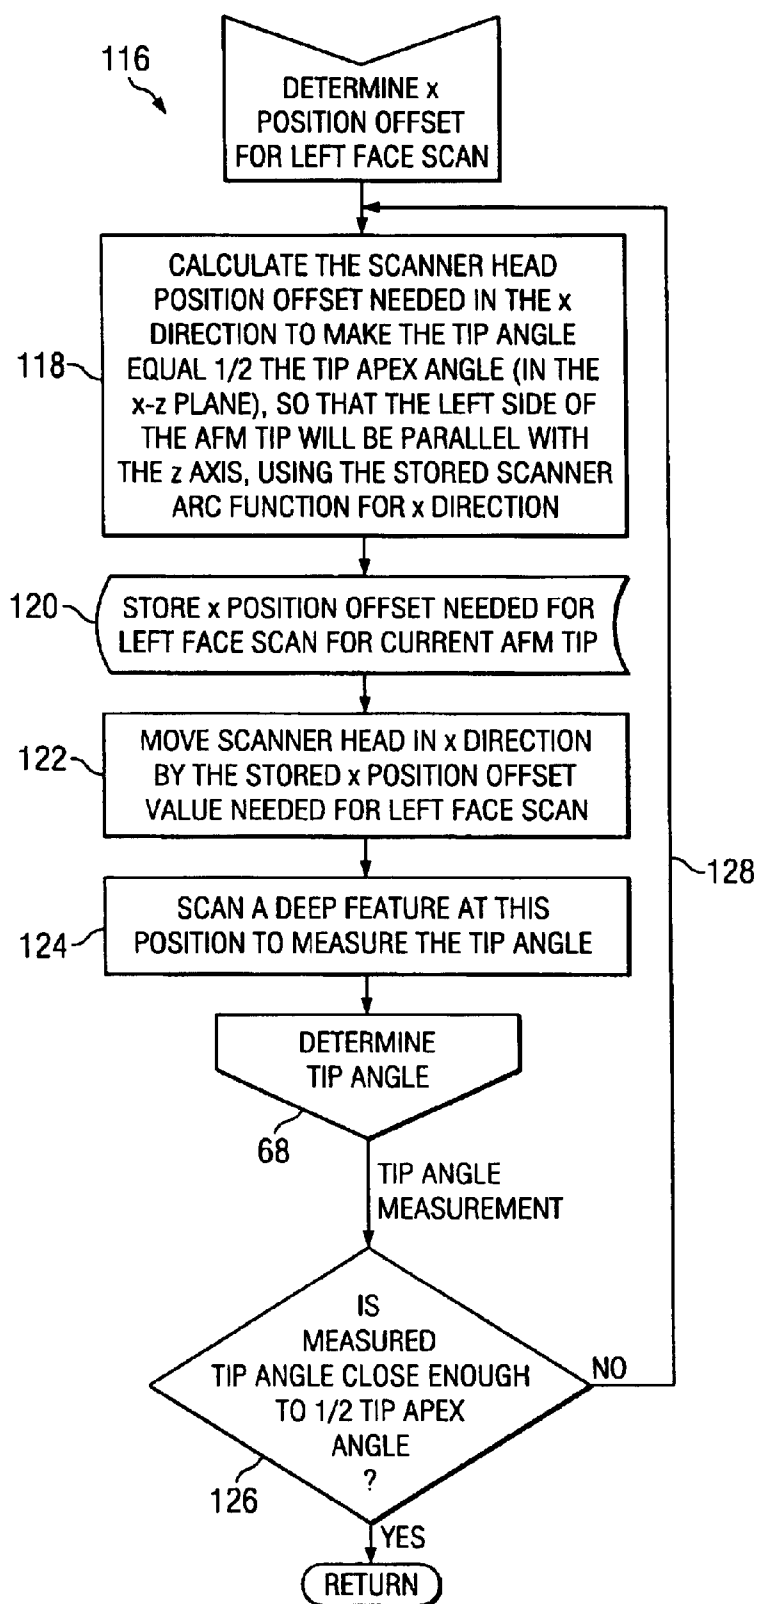 116
DETERMINE x
POSITION OFFSET
FOR LEFT FACE SCAN
118
CALCULATE THE SCANNER HEAD
POSITION OFFSET NEEDED IN THE x
DIRECTION TO MAKE THE TIP ANGLE
EQUAL 1/2 THE TIP APEX ANGLE (IN THE
x-z PLANE), SO THAT THE LEFT SIDE OF
THE AFM TIP WILL BE PARALLEL WITH
THE z AXIS, USING THE STORED SCANNER
ARC FUNCTION FOR x DIRECTION
120
STORE x POSITION OFFSET NEEDED FOR
LEFT FACE SCAN FOR CURRENT AFM TIP
122
MOVE SCANNER HEAD IN x DIRECTION
BY THE STORED x POSITION OFFSET
VALUE NEEDED FOR LEFT FACE SCAN
128
124
SCAN A DEEP FEATURE AT THIS
POSITION TO MEASURE THE TIP ANGLE
DETERMINE
TIP ANGLE
68
TIP ANGLE
MEASUREMENT
IS
MEASURED
TIP ANGLE CLOSE ENOUGH
TO 1/2 TIP APEX
ANGLE
?
NO
126
YES
RETURN